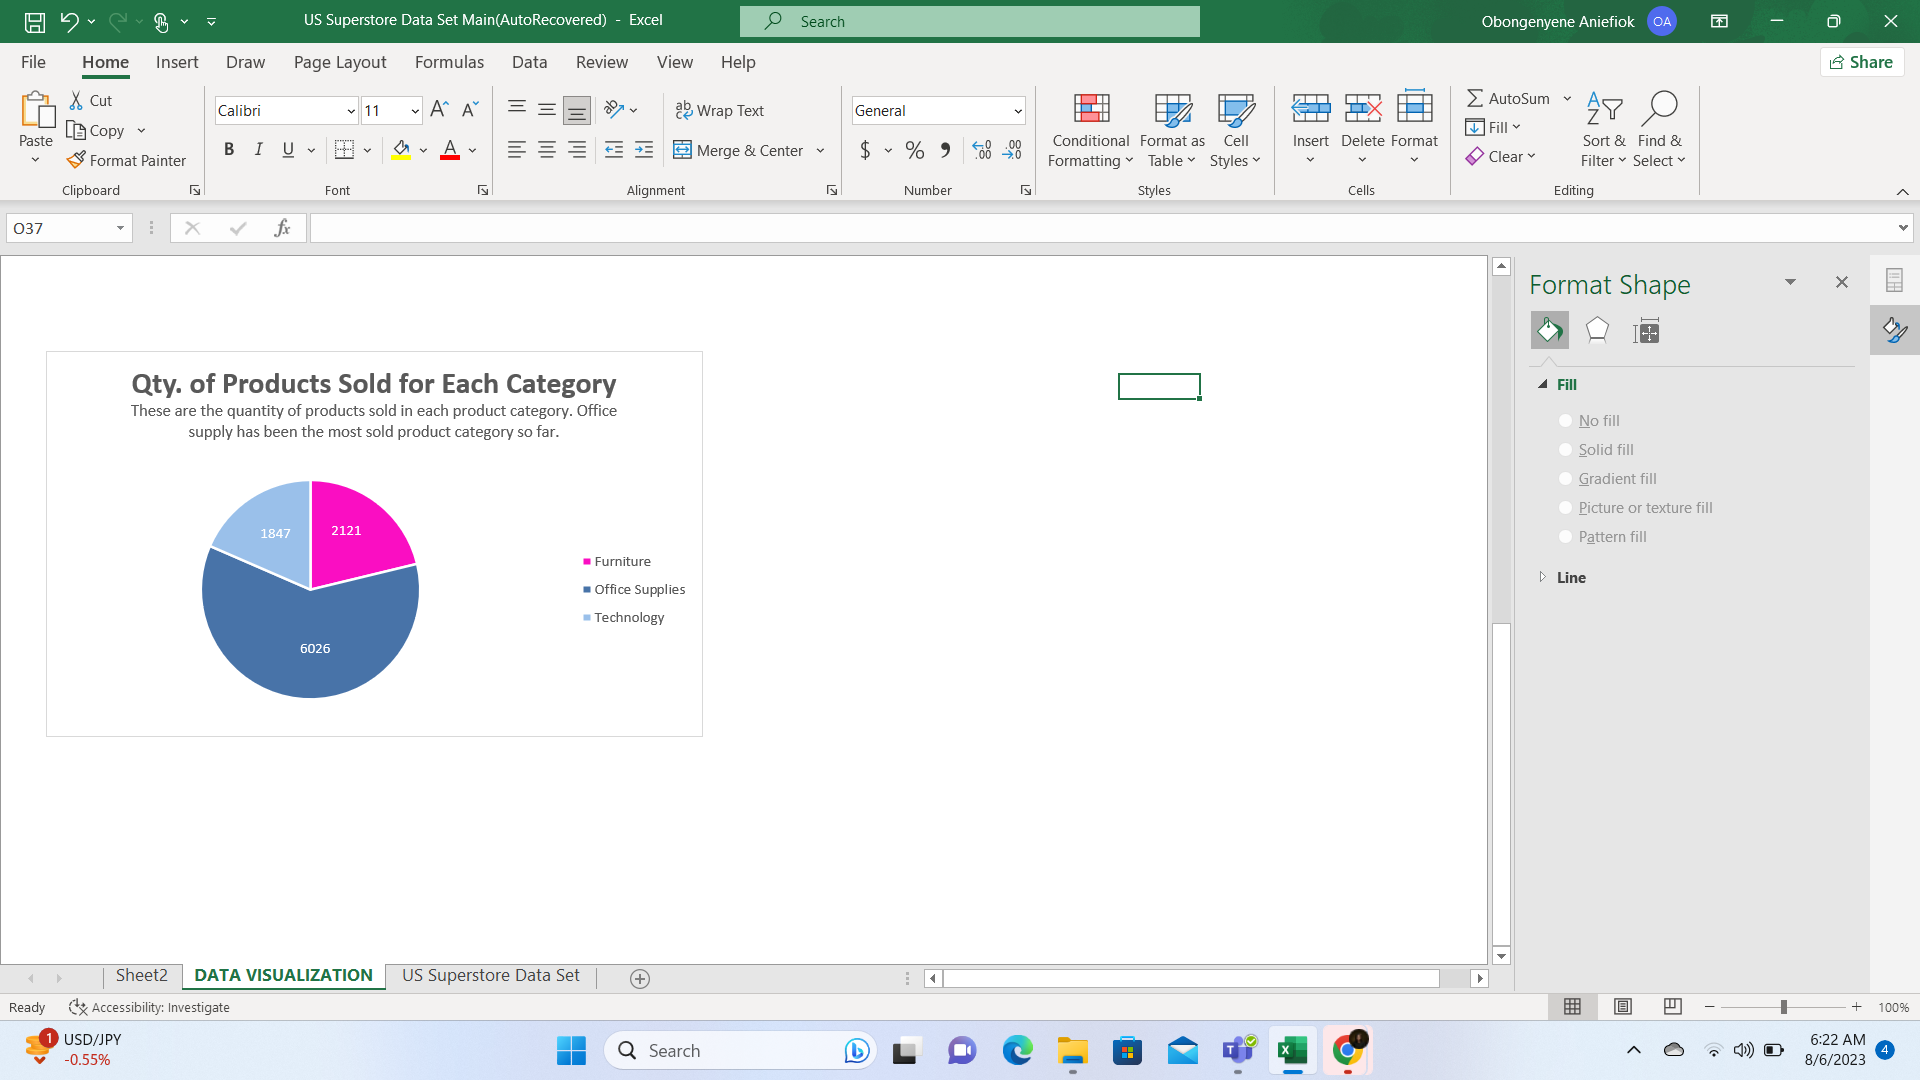 US Superstore Data Set Main(AutoRecovered) - Excel
Search
Obongenyene Aniefiok
OA
File
Home
Insert
Draw
Page Layout
Formulas
Data
Review
View
Help
Share
Paste
Cut
Copy
Format Painter
Clipboard
Calibri
11
B
I
U
Font
Wrap Text
Merge & Center
Alignment
General
$
%
Number
Conditional
Formatting
Format as
Table
Cell
Styles
Styles
Insert
Delete
Format
Cells
AutoSum
Fill
Clear
Sort &
Filter
Find &
Select
Editing
O37
fx
Qty. of Products Sold for Each Category
These are the quantity of products sold in each product category. Office
supply has been the most sold product category so far.
1847
2121
6026
Furniture
Office Supplies
Technology
Format Shape
Fill
No fill
Solid fill
Gradient fill
Picture or texture fill
Pattern fill
Line
Sheet2
DATA VISUALIZATION
US Superstore Data Set
Ready
Accessibility: Investigate
100%
1
USD/JPY
-0.55%
Search
6:22 AM
8/6/2023
4